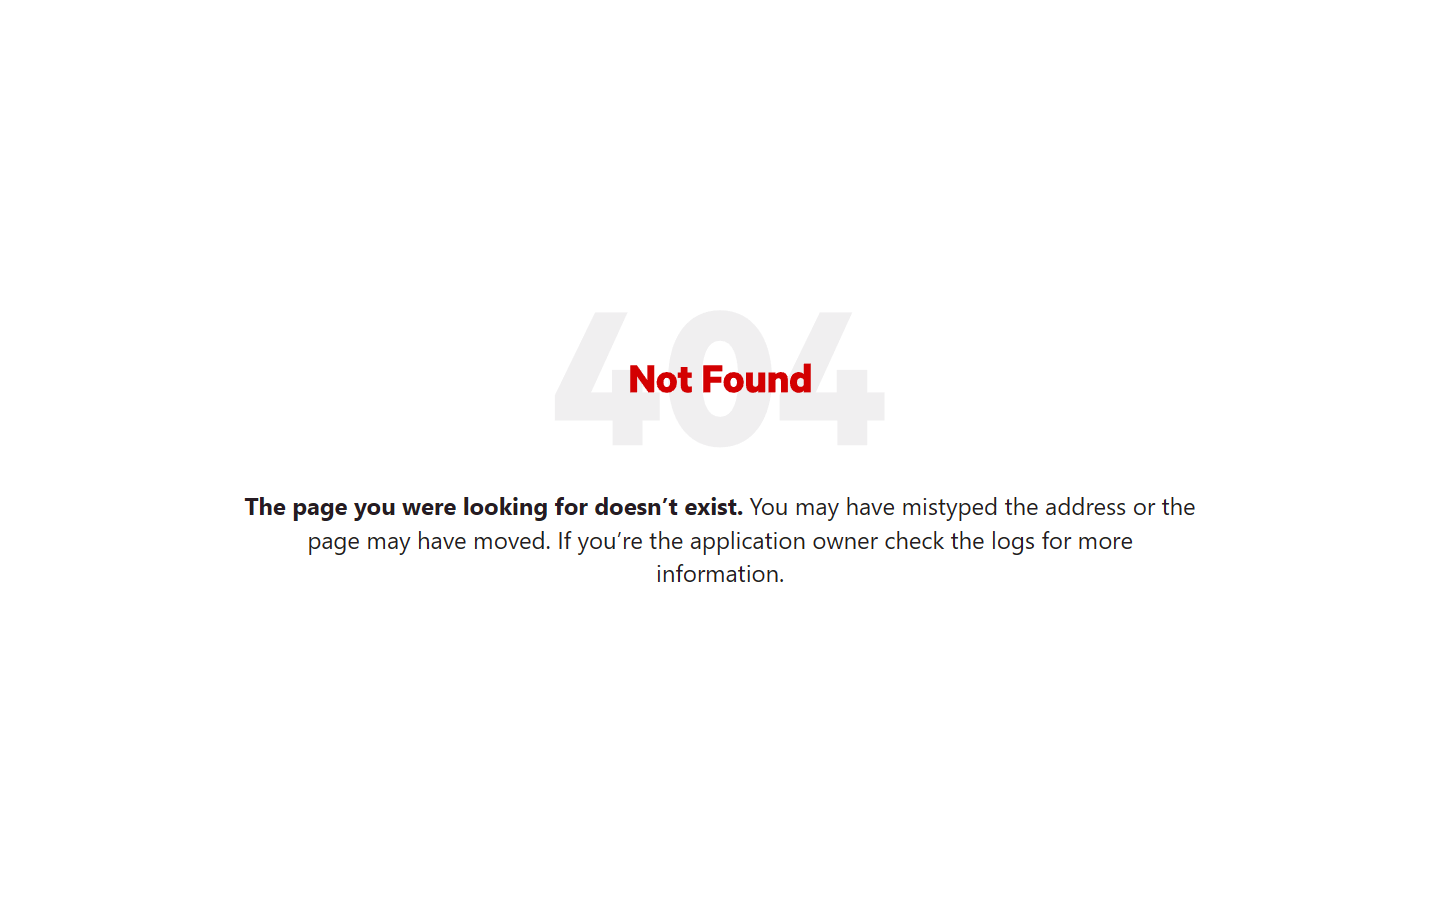 404
Not Found
The page you were looking for doesn’t exist. You may have mistyped the address or the
page may have moved. If you’re the application owner check the logs for more
information.